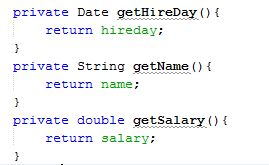 private Date getHireDay(){
return hireday;
}
private String getName(){
return name;
}
private double getSalary(){
return salary;
}